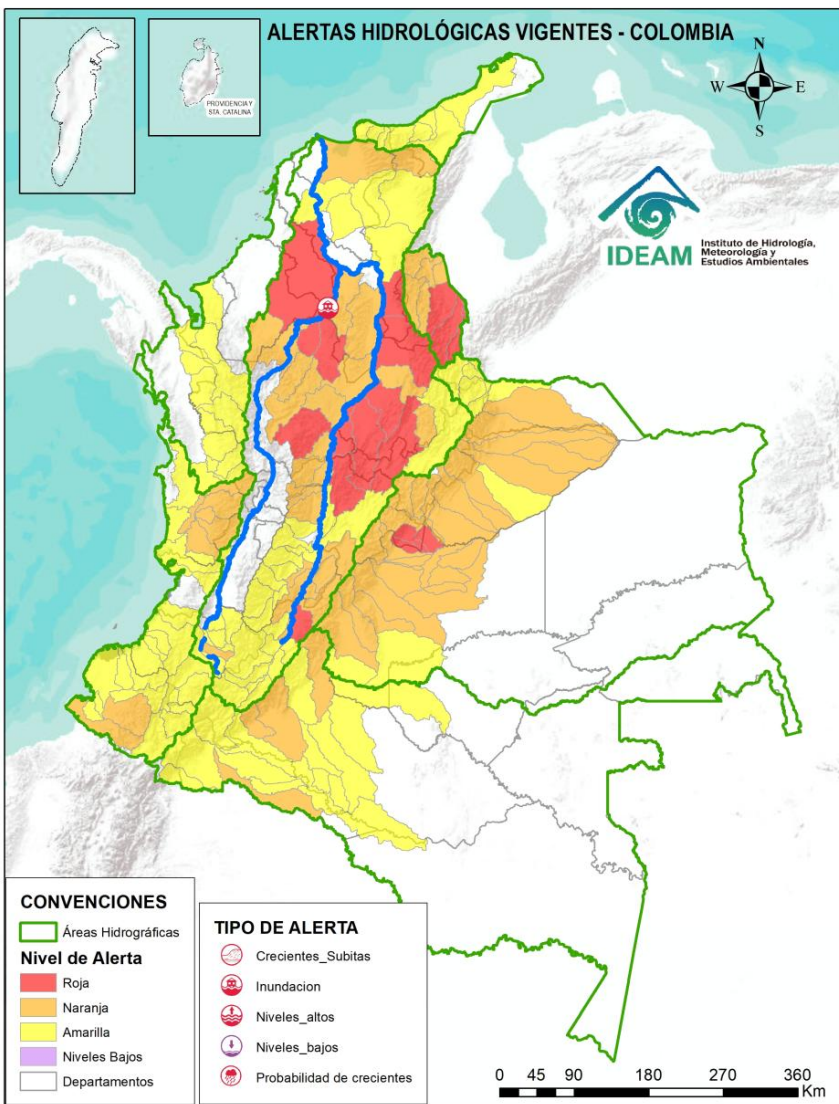 ALERTAS HIDROLÓGICAS VIGENTES - COLOMBIA
PROVIDENCIA Y
STA. CATALINA
N
W E
S
IDEAM
Instituto de Hidrología,
Meteorología y
Estudios Ambientales
CONVENCIONES
Áreas Hidrográficas
Nivel de Alerta
Roja
Naranja
Amarilla
Niveles Bajos
Departamentos
TIPO DE ALERTA
Crecientes_Subitas
Inundacion
Niveles_altos
Niveles_bajos
Probabilidad de crecientes
0 45 90 180 270 360
Km